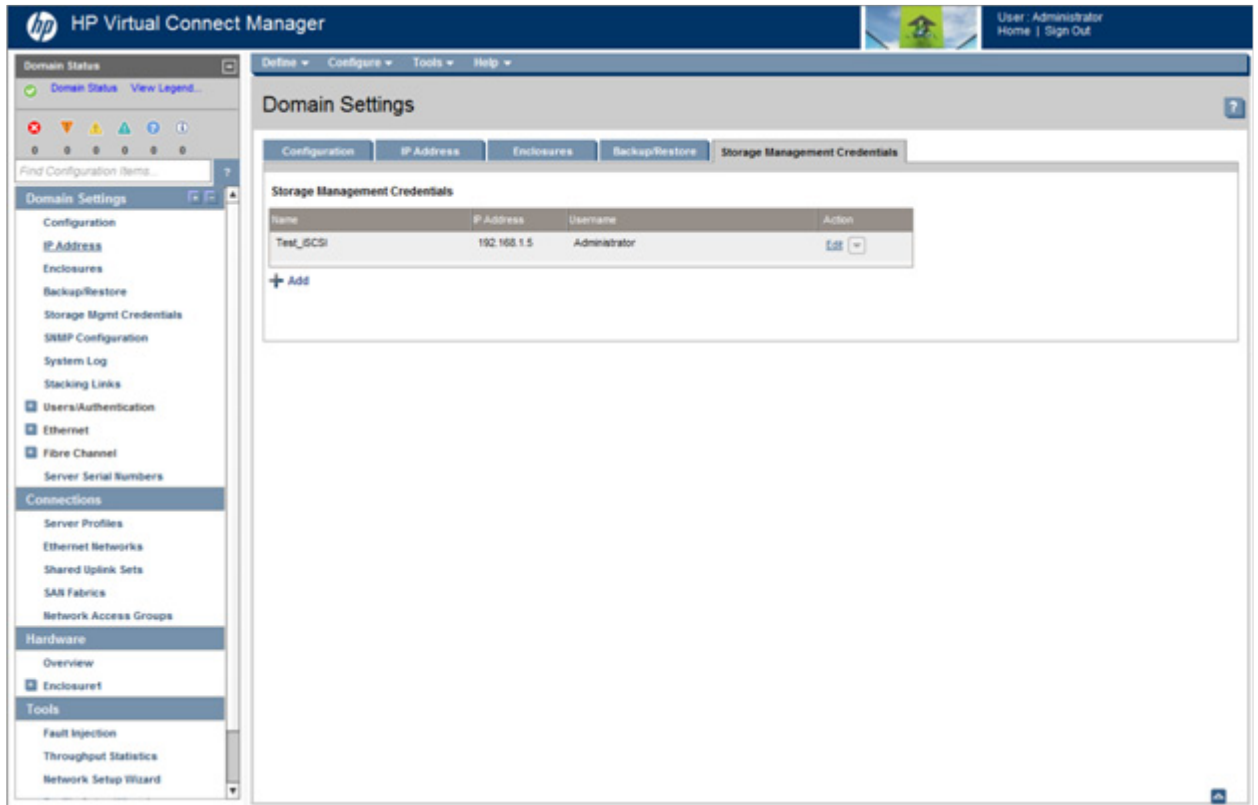 hp HP Virtual Connect Manager
User: Administrator
Home | Sign Out
Domain Status
Domain Status View Legend...
0 0 0 0 0 0
Find Configuration Items... ?
Domain Settings
Configuration
IP Address
Enclosures
Backup/Restore
Storage Mgmt Credentials
SNMP Configuration
System Log
Stacking Links
Users/Authentication
Ethernet
Fibre Channel
Server Serial Numbers
Connections
Server Profiles
Ethernet Networks
Shared Uplink Sets
SAN Fabrics
Network Access Groups
Hardware
Overview
Enclosure1
Tools
Fault Injection
Throughput Statistics
Network Setup Wizard
Define Configure Tools Help
Domain Settings ?
Configuration IP Address Enclosures Backup/Restore Storage Management Credentials
Storage Management Credentials
Name IP Address Username Action
Test_iSCSI 192.168.1.5 Administrator Edit
Add